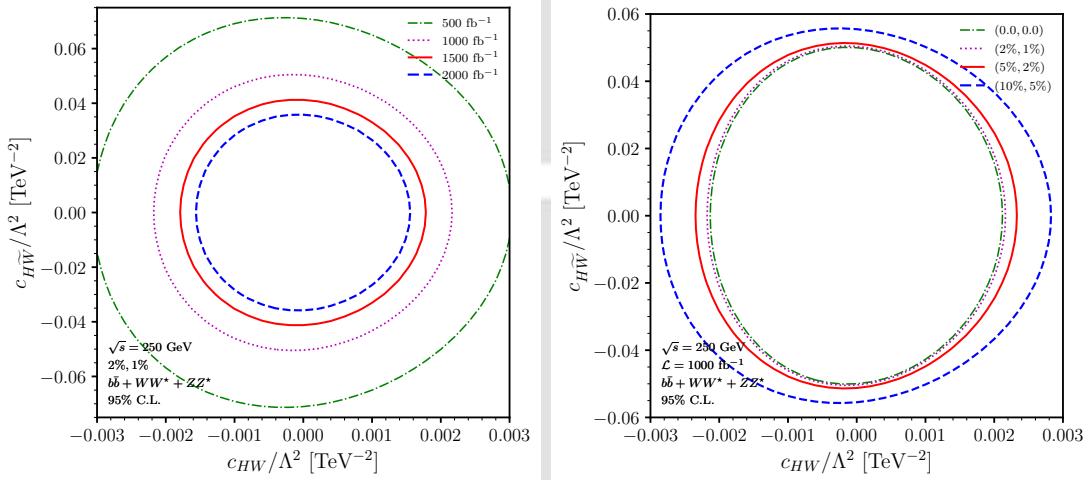 500 fb⁻¹
1000 fb⁻¹
1500 fb⁻¹
2000 fb⁻¹
0.06
0.04
0.02
0.00
−0.02
−0.04
−0.06
c_{H\widetilde{W}}/Λ² [TeV⁻²]
√s = 250 GeV
2%, 1%
bb̄ + WW* + ZZ*
95% C.L.
−0.003 −0.002 −0.001 0.000 0.001 0.002 0.003
c_{HW}/Λ² [TeV⁻²]
(0.0, 0.0)
(2%, 1%)
(5%, 2%)
(10%, 5%)
0.06
0.04
0.02
0.00
−0.02
−0.04
−0.06
c_{H\widetilde{W}}/Λ² [TeV⁻²]
√s = 250 GeV
ℒ = 1000 fb⁻¹
bb̄ + WW* + ZZ*
95% C.L.
−0.003 −0.002 −0.001 0.000 0.001 0.002 0.003
c_{HW}/Λ² [TeV⁻²]